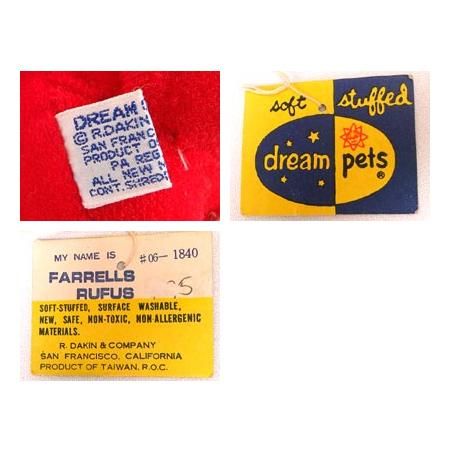 DREAM
© R.DAKIN
SAN FRANC
PRODUCT O
PA REG
ALL NEW
CONT.SHRED
soft stuffed
dream pets ®
MY NAME IS #06-1840
FARRELLS
RUFUS
SOFT-STUFFED, SURFACE WASHABLE,
NEW, SAFE, NON-TOXIC, NON-ALLERGENIC
MATERIALS.
R. DAKIN & COMPANY
SAN FRANCISCO, CALIFORNIA
PRODUCT OF TAIWAN, R.O.C.